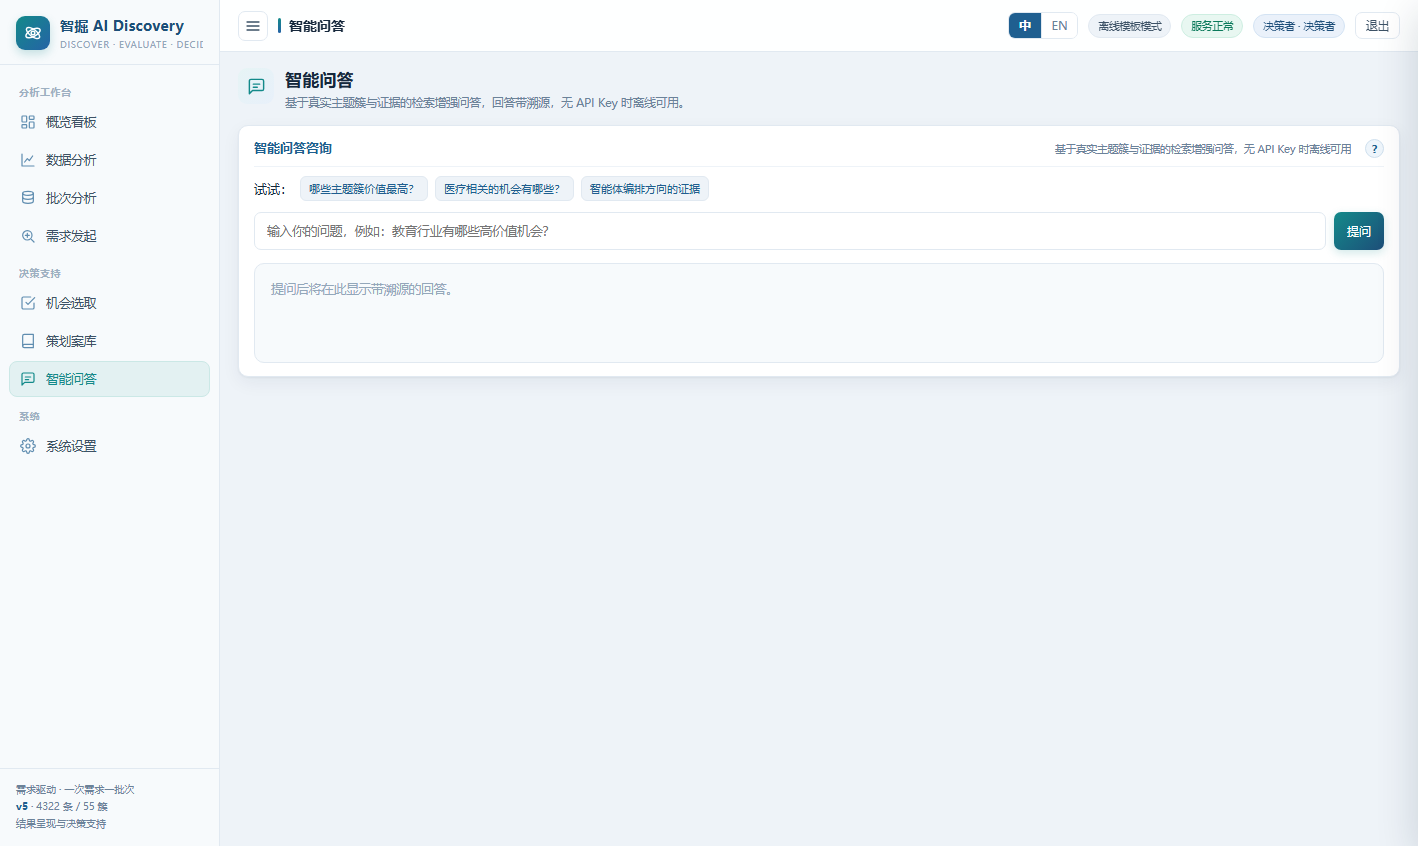 智掘 AI Discovery
DISCOVER · EVALUATE · DECID
分析工作台
概览看板
数据分析
批次分析
需求发起
决策支持
机会选取
策划案库
智能问答
系统
系统设置
需求驱动 · 一次需求一批次
v5 · 4322 条 / 55 簇
结果呈现与决策支持
智能问答
中 EN 离线模板模式 服务正常 决策者 · 决策者 退出
智能问答
基于真实主题簇与证据的检索增强问答，回答带溯源，无 API Key 时离线可用。
智能问答咨询
基于真实主题簇与证据的检索增强问答，无 API Key 时离线可用 ?
试试： 哪些主题簇价值最高？ 医疗相关的机会有哪些？ 智能体编排方向的证据
输入你的问题，例如：教育行业有哪些高价值机会？ 提问
提问后将在此显示带溯源的回答。